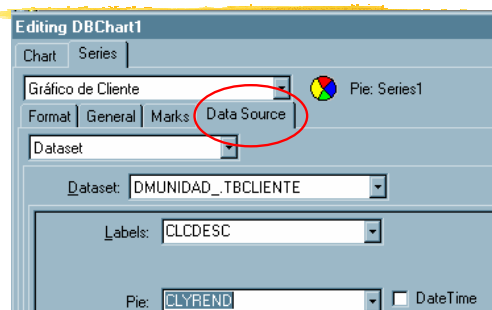 Editing DBChart1
Chart Series
Gráfico de Cliente Pie: Series1
Format General Marks Data Source
Dataset
Dataset: DMUNIDAD_.TBCLIENTE
Labels: CLCDESC
Pie: CLYREND DateTime